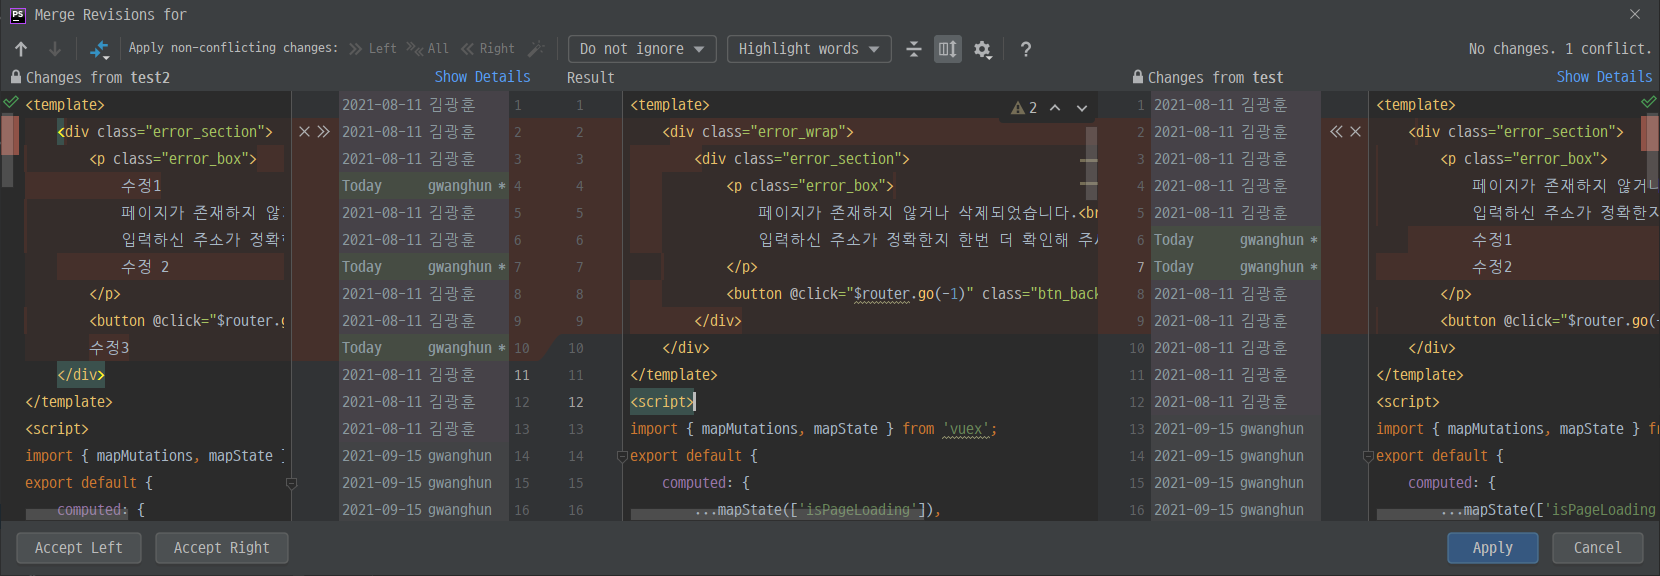 PS Merge Revisions for
Apply non-conflicting changes: Left All Right Do not ignore Highlight words ? No changes. 1 conflict.
Changes from test2 Show Details Result Changes from test Show Details
<template>
<div class="error_section">
<p class="error_box">
수정1
페이지가 존재하지
입력하신 주소가
수정 2
</p>
<button @click="$router.g
수정3
</div>
</template>
<script>
import { mapMutations, mapState }
export default {
computed: {
2021-08-11 김광훈 1
2021-08-11 김광훈 2
2021-08-11 김광훈 3
Today gwanghun * 4
2021-08-11 김광훈 5
2021-08-11 김광훈 6
Today gwanghun * 7
2021-08-11 김광훈 8
2021-08-11 김광훈 9
Today gwanghun * 10
2021-08-11 김광훈 11
2021-08-11 김광훈 12
2021-08-11 김광훈 13
2021-09-15 gwanghun 14
2021-09-15 gwanghun 15
2021-09-15 gwanghun 16
1 <template> 2
2 <div class="error_wrap">
3 <div class="error_section">
4 <p class="error_box">
5 페이지가 존재하지 않거나 삭제되었습니다.<br
6 입력하신 주소가 정확한지 한번 더 확인해
7 </p>
8 <button @click="$router.go(-1)" class="btn_back
9 </div>
10 </div>
11 </template>
12 <script>
13 import { mapMutations, mapState } from 'vuex';
14 export default {
15 computed: {
16 ...mapState(['isPageLoading']),
1 2021-08-11 김광훈
2 2021-08-11 김광훈
3 2021-08-11 김광훈
4 2021-08-11 김광훈
5 2021-08-11 김광훈
6 Today gwanghun *
7 Today gwanghun *
8 2021-08-11 김광훈
9 2021-08-11 김광훈
10 2021-08-11 김광훈
11 2021-08-11 김광훈
12 2021-08-11 김광훈
13 2021-09-15 gwanghun
14 2021-09-15 gwanghun
15 2021-09-15 gwanghun
16 2021-09-15 gwanghun
<template>
<div class="error_section">
<p class="error_box">
페이지가 존재하지
입력하신 주소가 정확한지
수정1
수정2
</p>
<button @click="$router.go(-
</div>
</template>
<script>
import { mapMutations, mapState }
export default {
computed: {
...mapState(['isPageLoading
Accept Left Accept Right Apply Cancel